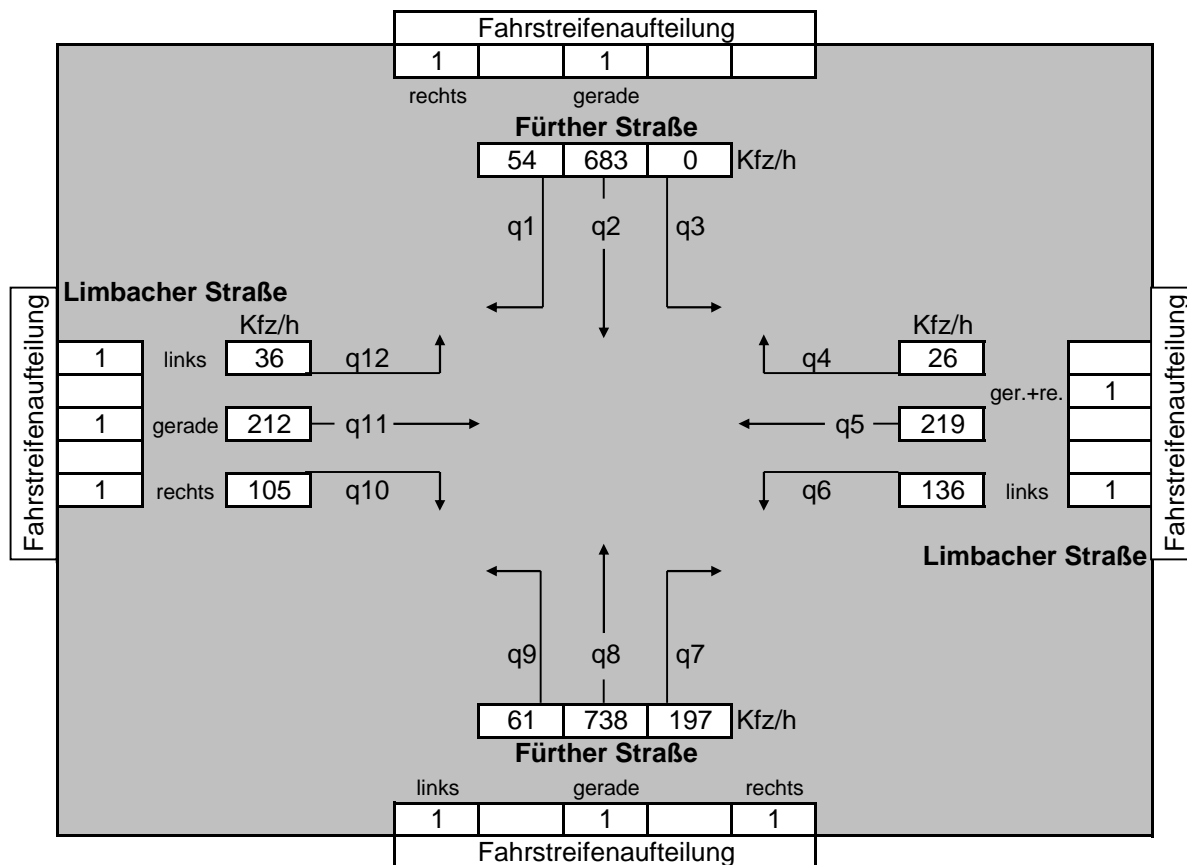 Fahrstreifenaufteilung
1 1
rechts gerade
Fürther Straße
54 683 0 Kfz/h
q1 q2 q3
Fahrstreifenaufteilung
Limbacher Straße
Kfz/h
1 links 36 q12
1 gerade 212 q11
1 rechts 105 q10
Kfz/h
q4 26
ger.+re. 1
q5 219
q6 136 links 1
Limbacher Straße
Fahrstreifenaufteilung
q9 q8 q7
61 738 197 Kfz/h
Fürther Straße
links gerade rechts
1 1 1
Fahrstreifenaufteilung